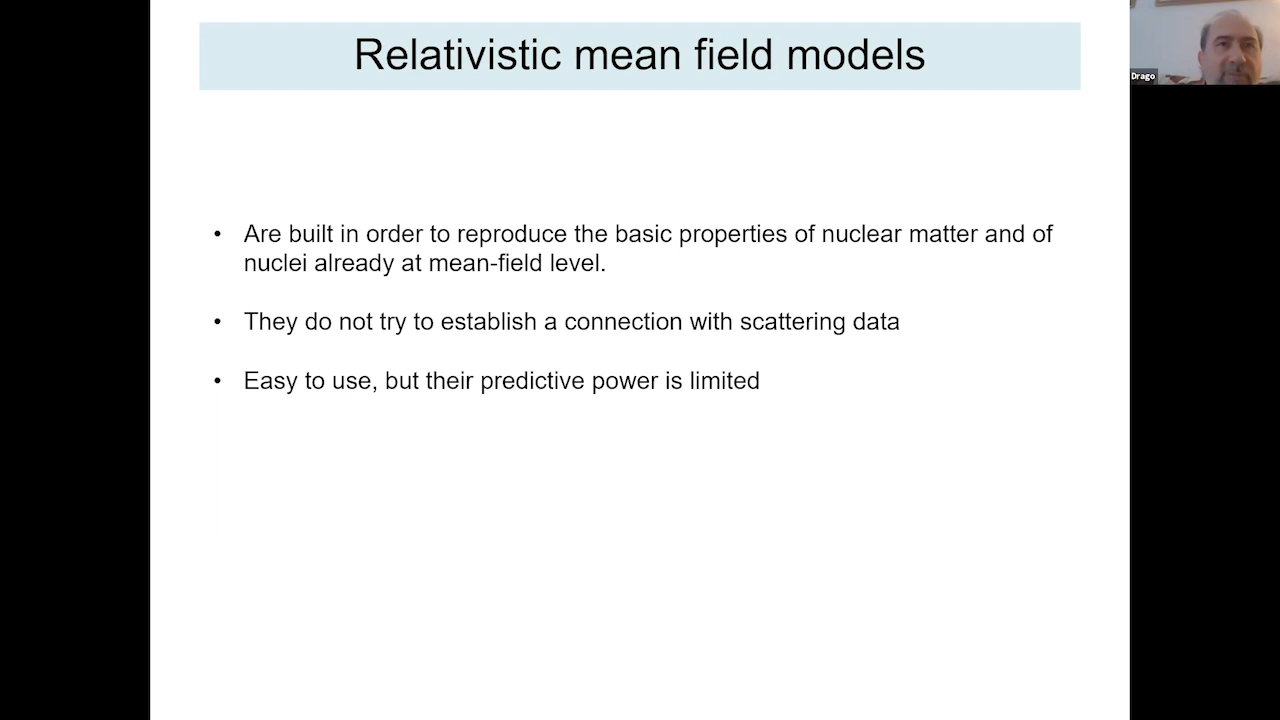 Relativistic mean field models
Drago
• Are built in order to reproduce the basic properties of nuclear matter and of
nuclei already at mean-field level.
• They do not try to establish a connection with scattering data
• Easy to use, but their predictive power is limited